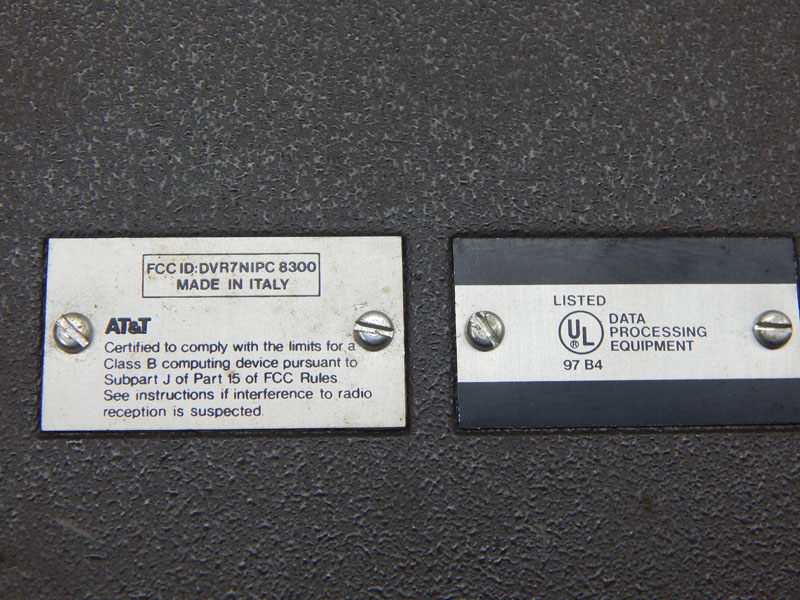 FCC ID:DVR7NIPC 8300
MADE IN ITALY
AT&T
Certified to comply with the limits for a
Class B computing device pursuant to
Subpart J of Part 15 of FCC Rules.
See instructions if interference to radio
reception is suspected.
LISTED
UL
®
DATA
PROCESSING
EQUIPMENT
97 B4